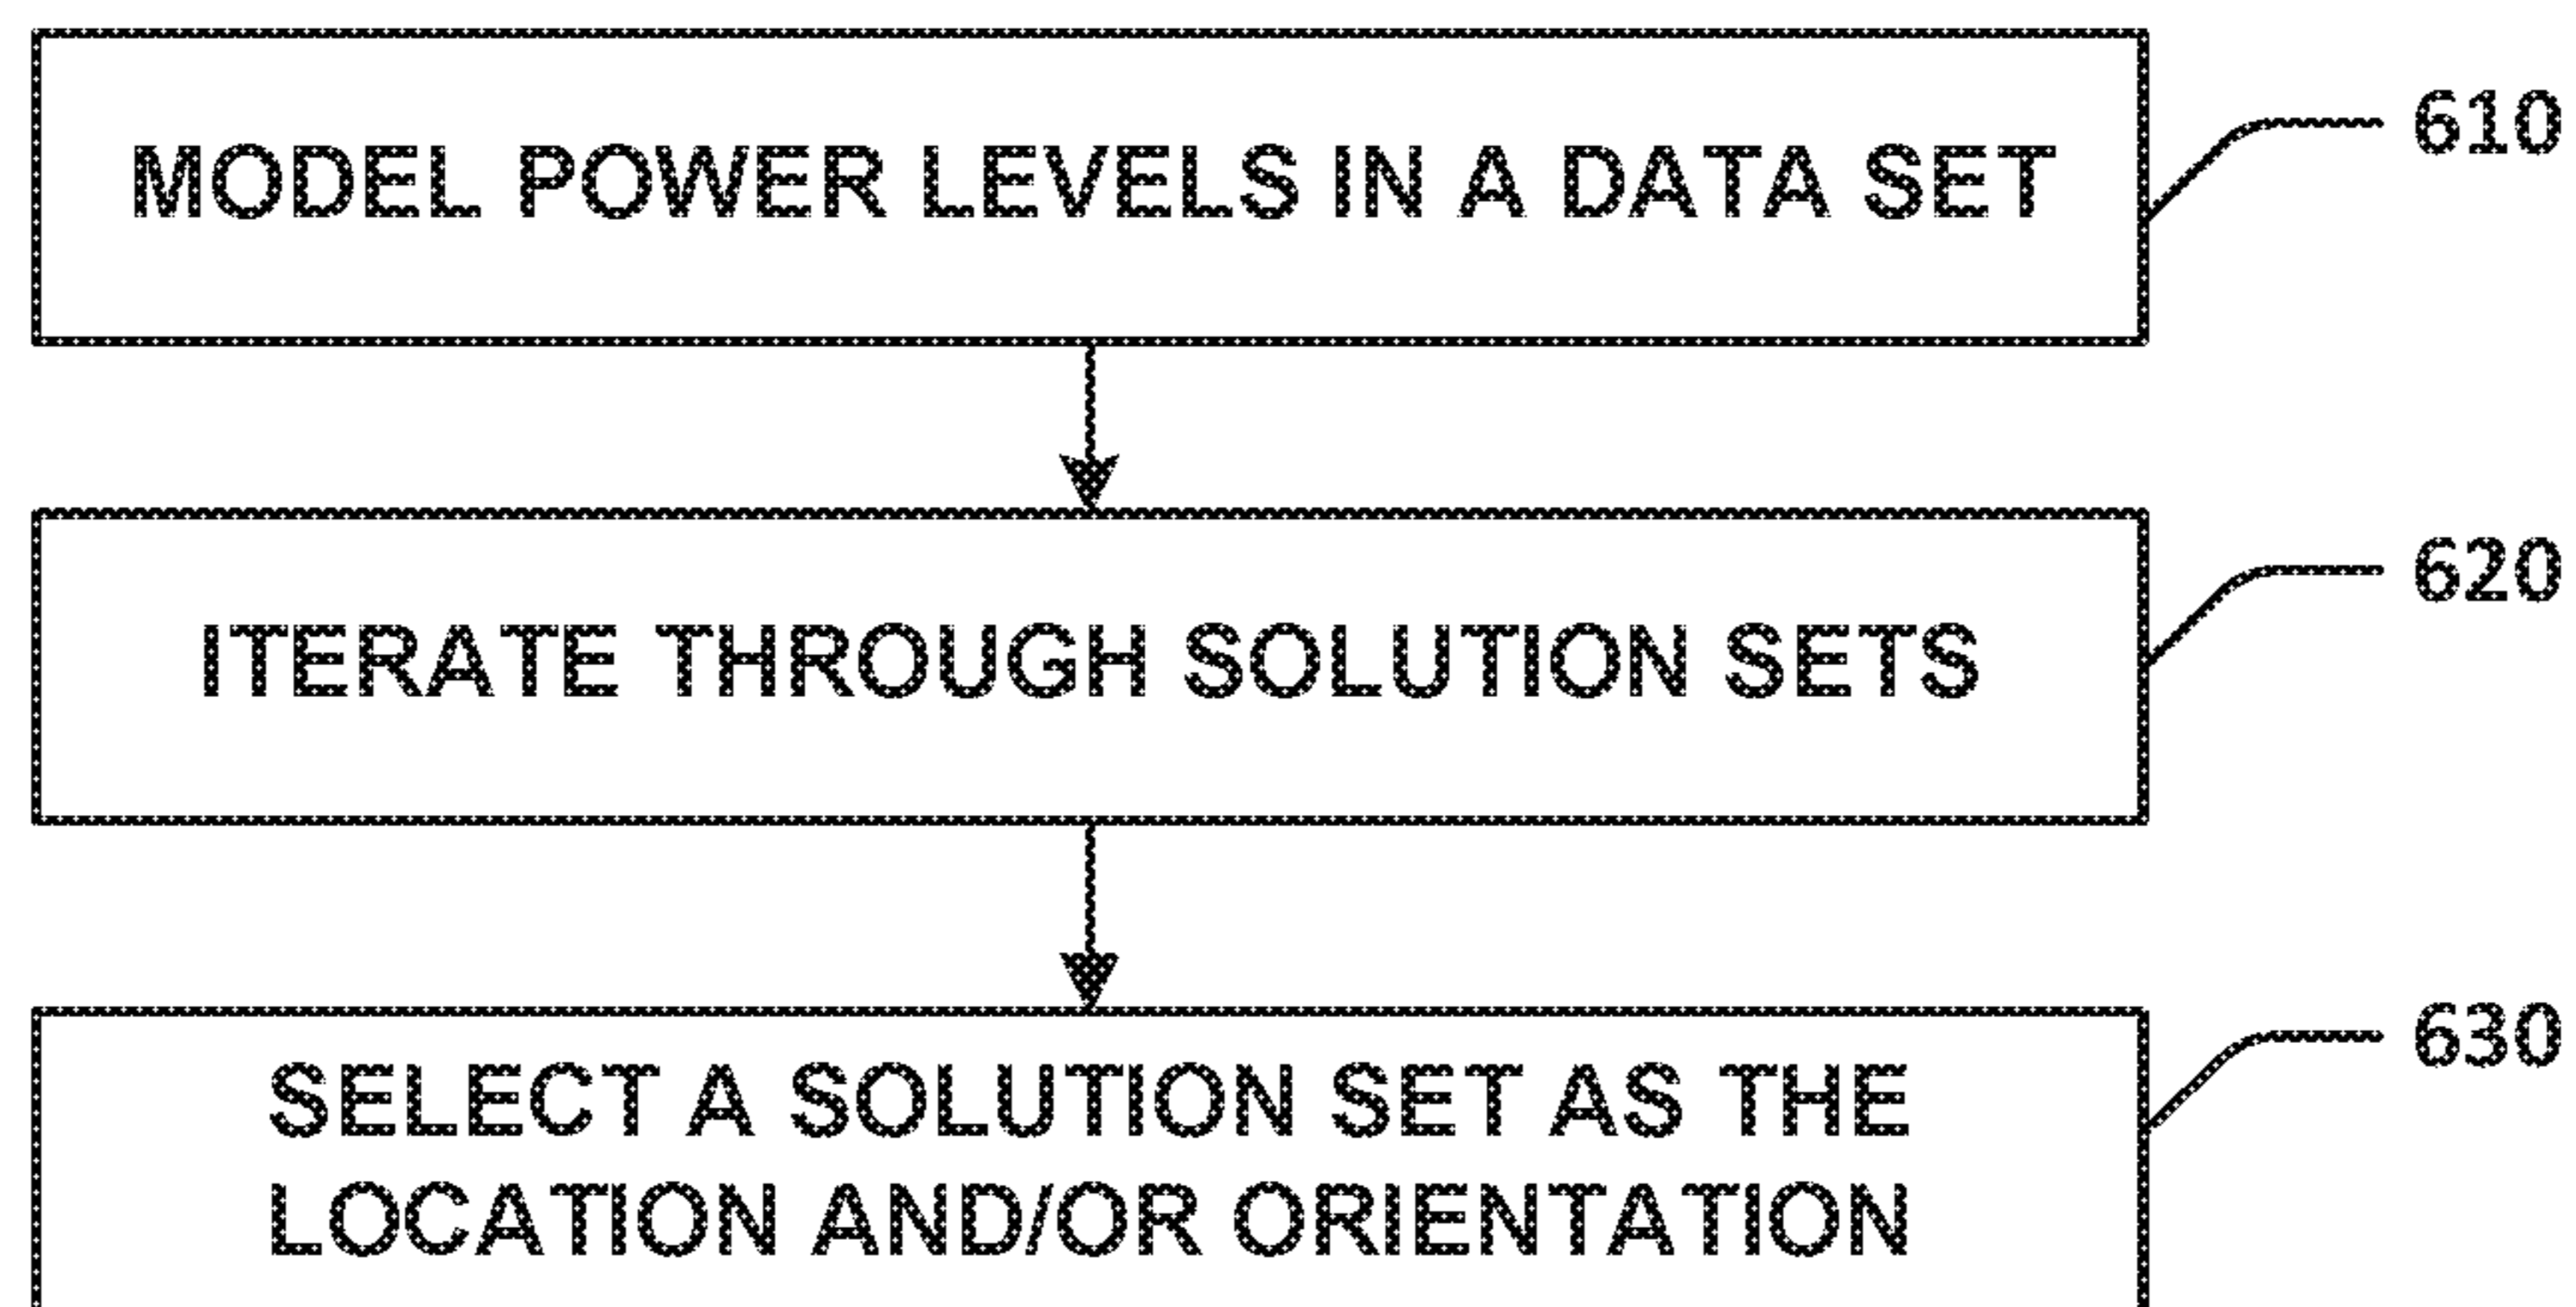 MODEL POWER LEVELS IN A DATA SET
610
ITERATE THROUGH SOLUTION SETS
620
SELECT A SOLUTION SET AS THE
LOCATION AND/OR ORIENTATION
630